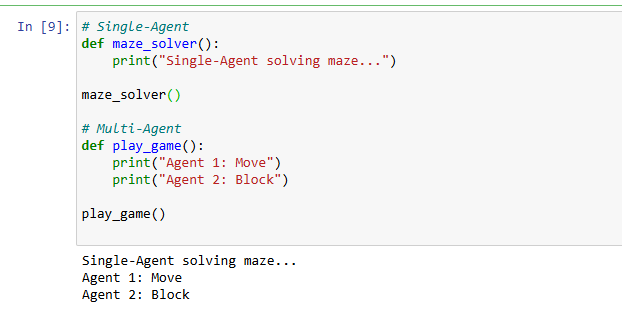 In [9]: # Single-Agent
def maze_solver():
    print("Single-Agent solving maze...")
maze_solver()
# Multi-Agent
def play_game():
    print("Agent 1: Move")
    print("Agent 2: Block")
play_game()
Single-Agent solving maze...
Agent 1: Move
Agent 2: Block